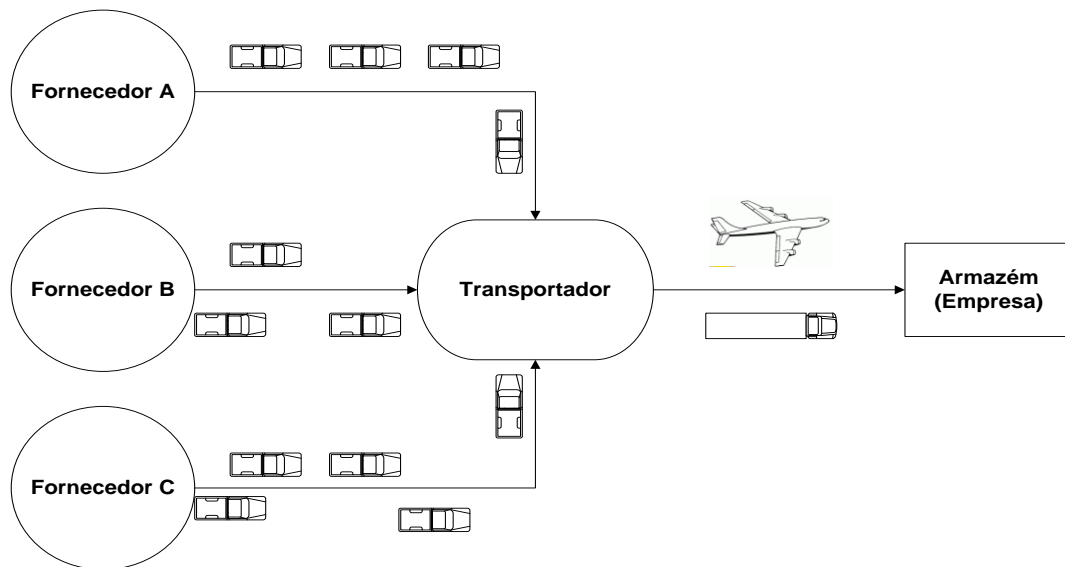 Fornecedor A
Fornecedor B
Transportador
Armazém
(Empresa)
Fornecedor C